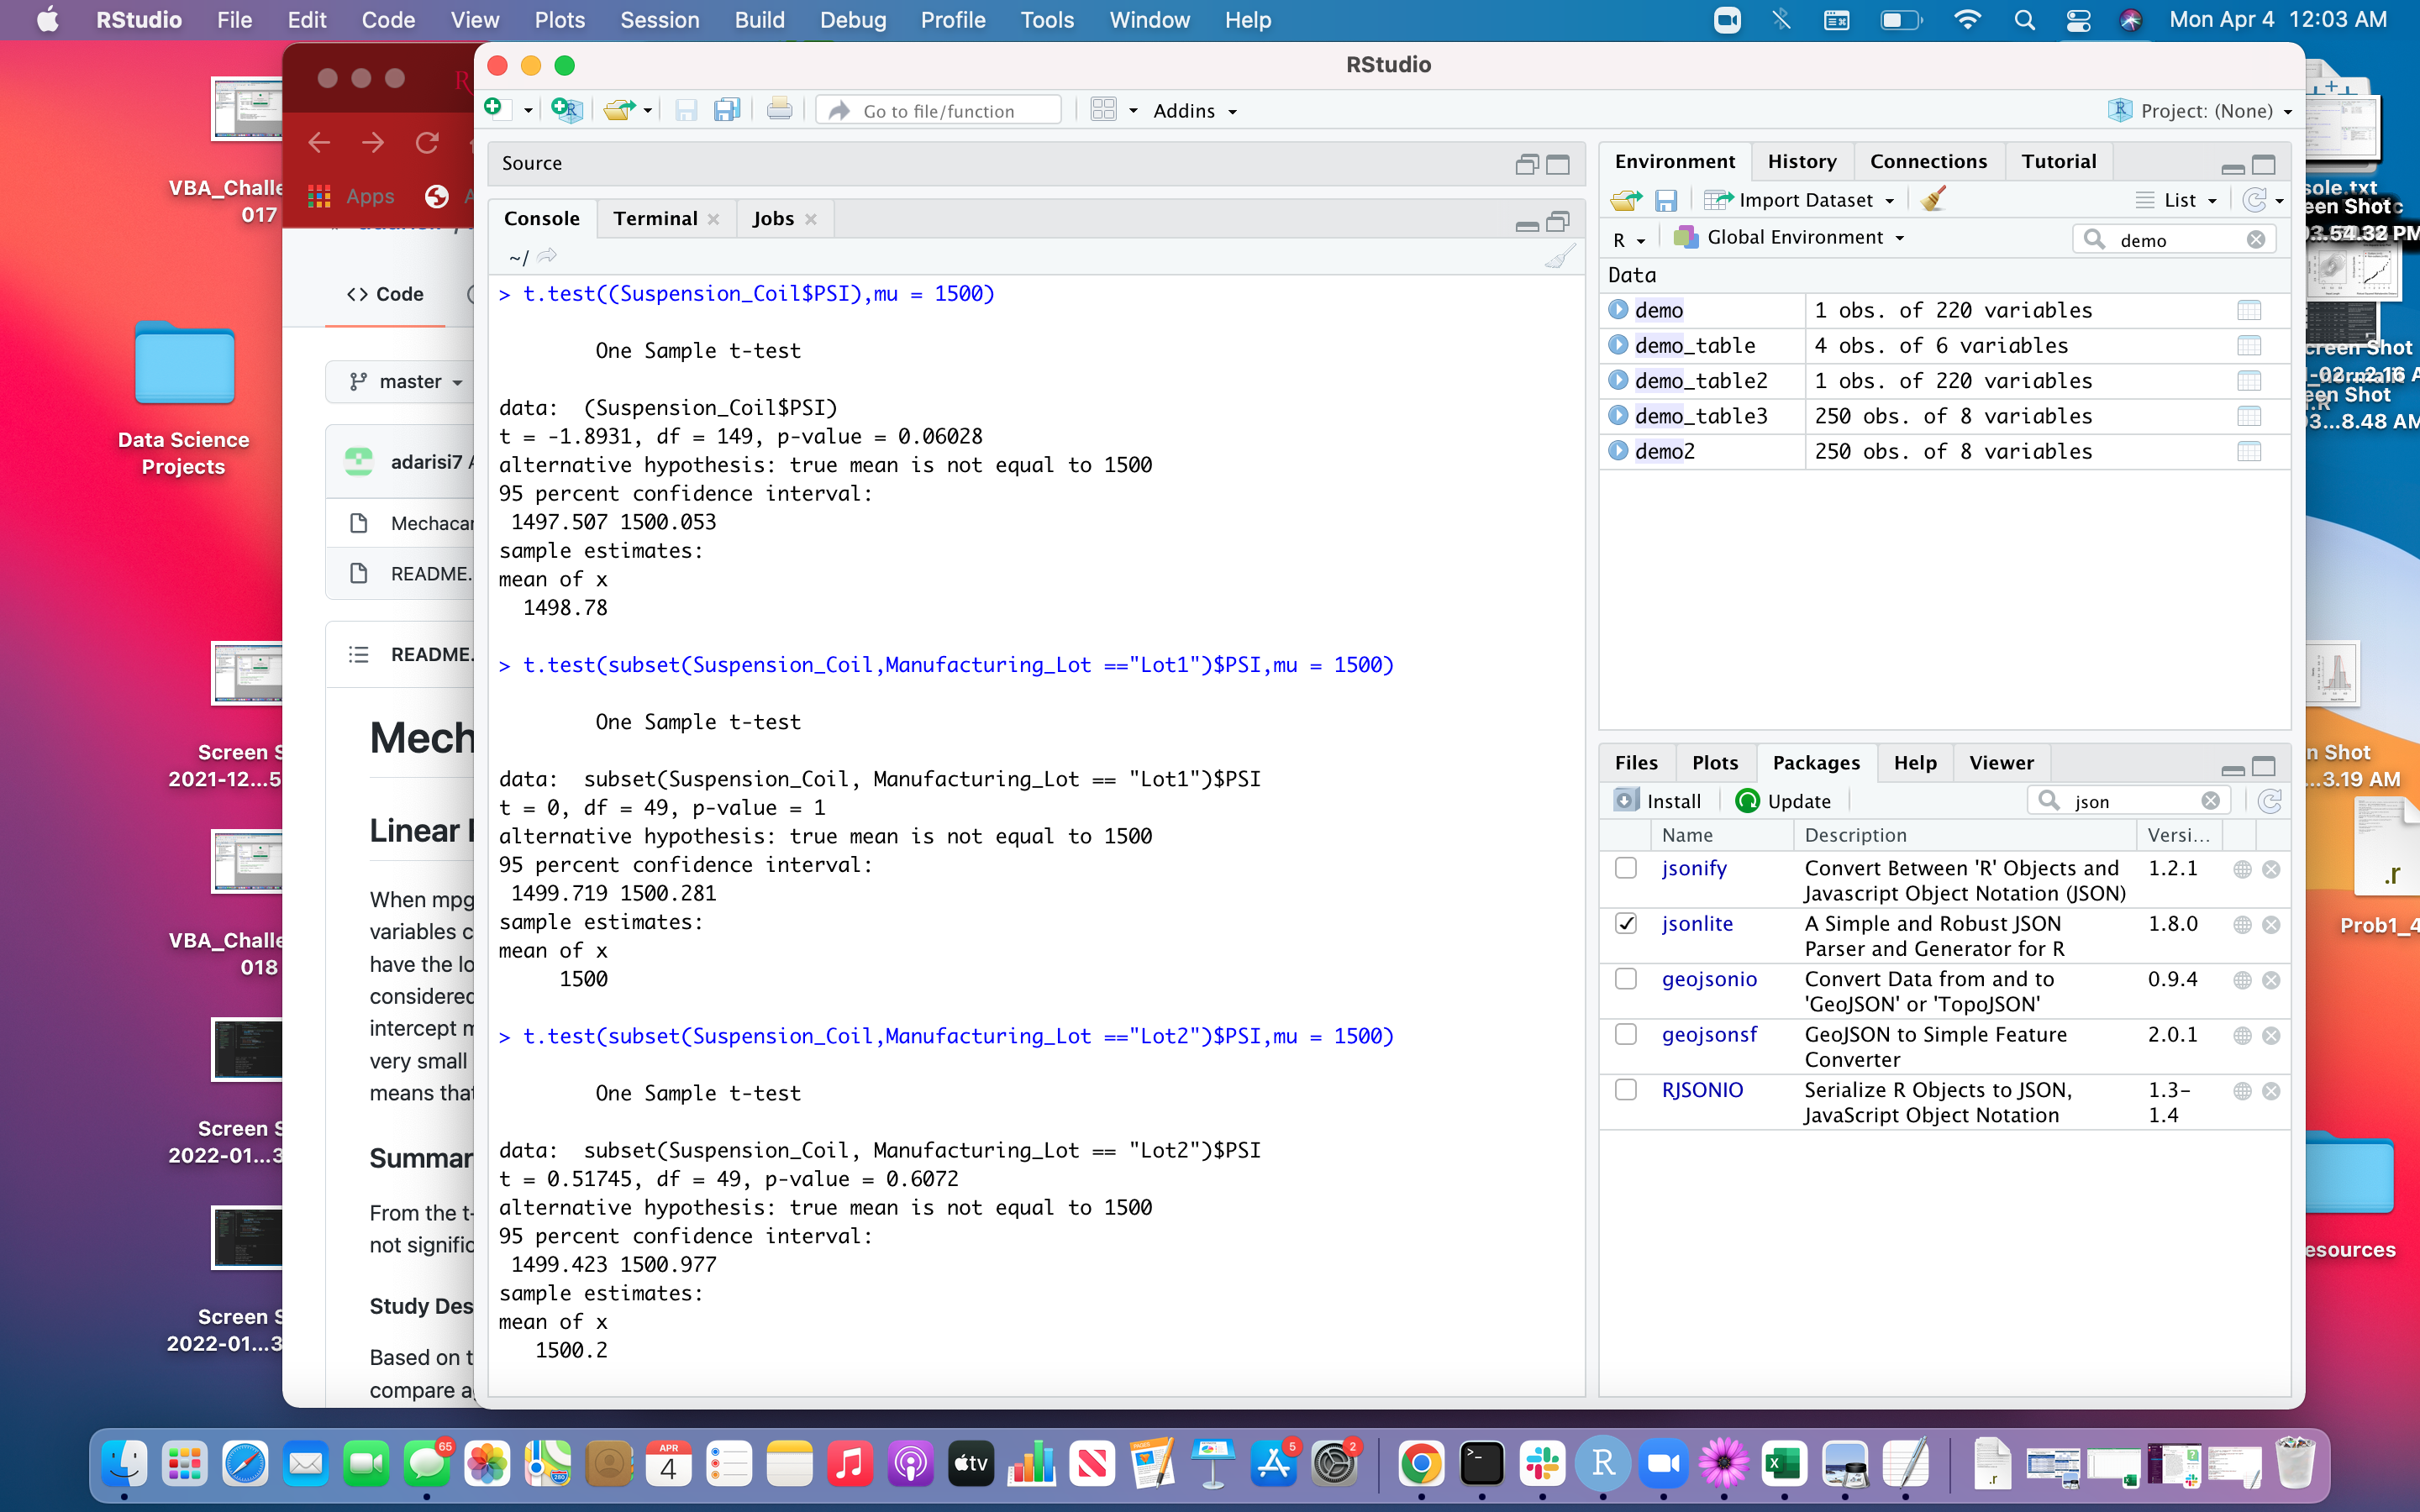 RStudio File Edit Code View Plots Session Build Debug Profile Tools Window Help Mon Apr 4 12:03 AM
RStudio
Go to file/function Addins Project: (None)
Source
Console Terminal Jobs
~/
> t.test((Suspension_Coil$PSI),mu = 1500)
One Sample t-test
data: (Suspension_Coil$PSI)
t = -1.8931, df = 149, p-value = 0.06028
alternative hypothesis: true mean is not equal to 1500
95 percent confidence interval:
1497.507 1500.053
sample estimates:
mean of x
1498.78
> t.test(subset(Suspension_Coil,Manufacturing_Lot =="Lot1")$PSI,mu = 1500)
One Sample t-test
data: subset(Suspension_Coil, Manufacturing_Lot == "Lot1")$PSI
t = 0, df = 49, p-value = 1
alternative hypothesis: true mean is not equal to 1500
95 percent confidence interval:
1499.719 1500.281
sample estimates:
mean of x
1500
> t.test(subset(Suspension_Coil,Manufacturing_Lot =="Lot2")$PSI,mu = 1500)
One Sample t-test
data: subset(Suspension_Coil, Manufacturing_Lot == "Lot2")$PSI
t = 0.51745, df = 49, p-value = 0.6072
alternative hypothesis: true mean is not equal to 1500
95 percent confidence interval:
1499.423 1500.977
sample estimates:
mean of x
1500.2
Environment History Connections Tutorial
Import Dataset List
R Global Environment demo
Data
demo 1 obs. of 220 variables
demo_table 4 obs. of 6 variables
demo_table2 1 obs. of 220 variables
demo_table3 250 obs. of 8 variables
demo2 250 obs. of 8 variables
Files Plots Packages Help Viewer
Install Update json
Name Description Versi...
jsonify Convert Between 'R' Objects and 1.2.1
Javascript Object Notation (JSON)
jsonlite A Simple and Robust JSON 1.8.0
Parser and Generator for R
geojsonio Convert Data from and to 0.9.4
'GeoJSON' or 'TopoJSON'
geojsonsf GeoJSON to Simple Feature 2.0.1
Converter
RJSONIO Serialize R Objects to JSON, 1.3-
JavaScript Object Notation 1.4
Apps
Code
master
adarisi7
Mechacar
README.
README.
Mech
Linear
When mpg
variables c
have the lo
considered
intercept m
very small
means that
Summar
From the t-
not signific
Study Des
Based on t
compare a
VBA_Challe
017
Data Science
Projects
Screen S
2021-12...5
VBA_Challe
018
Screen S
2022-01...3
Screen S
2022-01...3
sole.txt
een Shot
creen Shot
een Shot
3...8.48 AM
n Shot
...3.19 AM
.r
Prob1_4
esources
65
APR
4
280
tv
PAGES
5
2
>_
R
X
.r